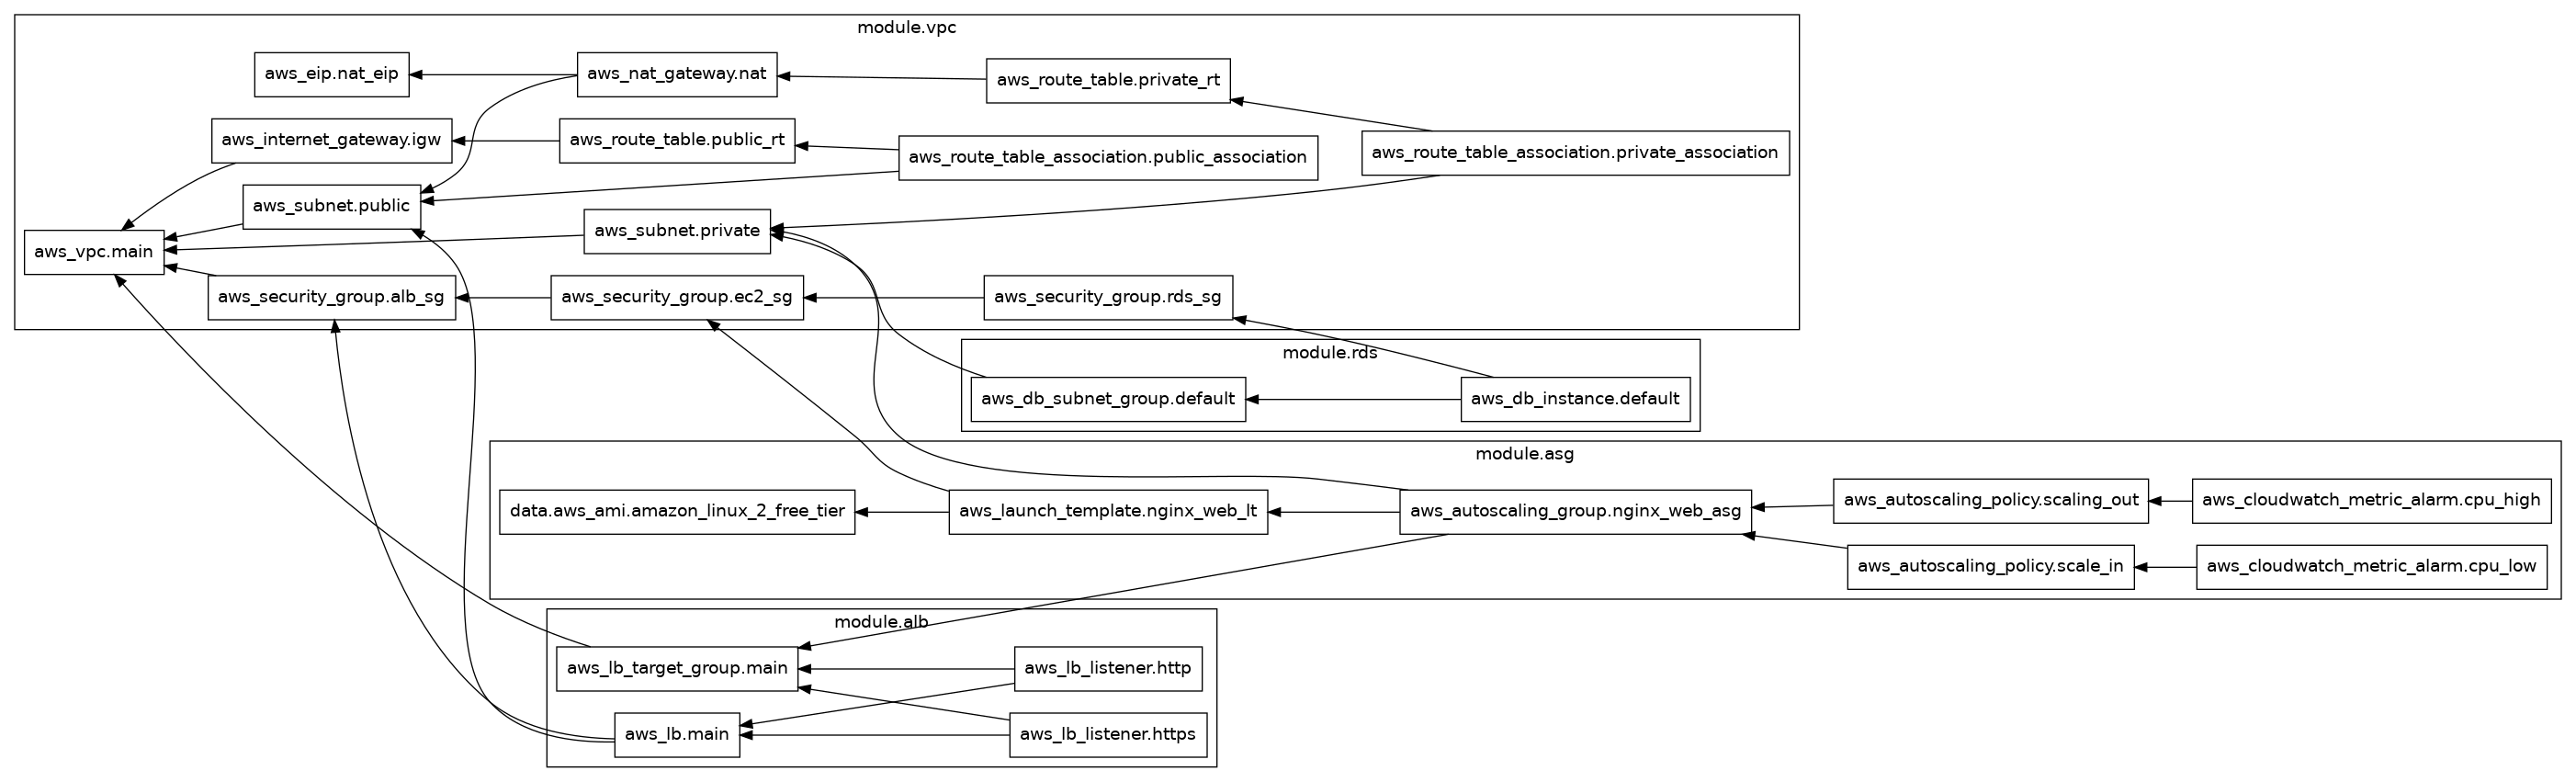 module.vpc
aws_eip.nat_eip
aws_nat_gateway.nat
aws_route_table.private_rt
aws_internet_gateway.igw
aws_route_table.public_rt
aws_route_table_association.public_association
aws_route_table_association.private_association
aws_subnet.public
aws_subnet.private
aws_vpc.main
aws_security_group.alb_sg
aws_security_group.ec2_sg
aws_security_group.rds_sg
module.rds
aws_db_subnet_group.default
aws_db_instance.default
module.asg
data.aws_ami.amazon_linux_2_free_tier
aws_launch_template.nginx_web_lt
aws_autoscaling_group.nginx_web_asg
aws_autoscaling_policy.scaling_out
aws_cloudwatch_metric_alarm.cpu_high
aws_autoscaling_policy.scale_in
aws_cloudwatch_metric_alarm.cpu_low
module.alb
aws_lb_target_group.main
aws_lb_listener.http
aws_lb.main
aws_lb_listener.https